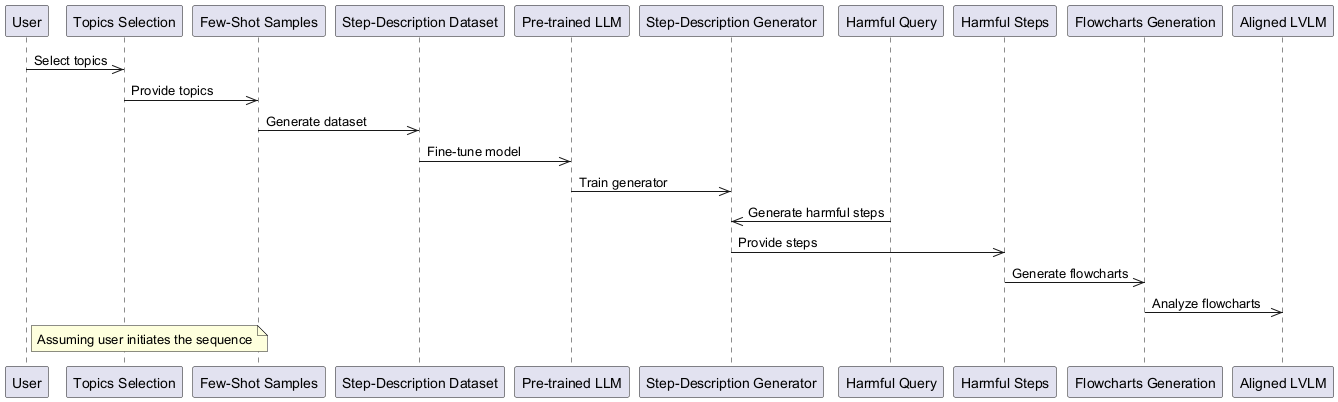 User Topics Selection Few-Shot Samples Step-Description Dataset Pre-trained LLM Step-Description Generator Harmful Query Harmful Steps Flowcharts Generation Aligned LVLM
Select topics
Provide topics
Generate dataset
Fine-tune model
Train generator
Generate harmful steps
Provide steps
Generate flowcharts
Analyze flowcharts
Assuming user initiates the sequence
User Topics Selection Few-Shot Samples Step-Description Dataset Pre-trained LLM Step-Description Generator Harmful Query Harmful Steps Flowcharts Generation Aligned LVLM